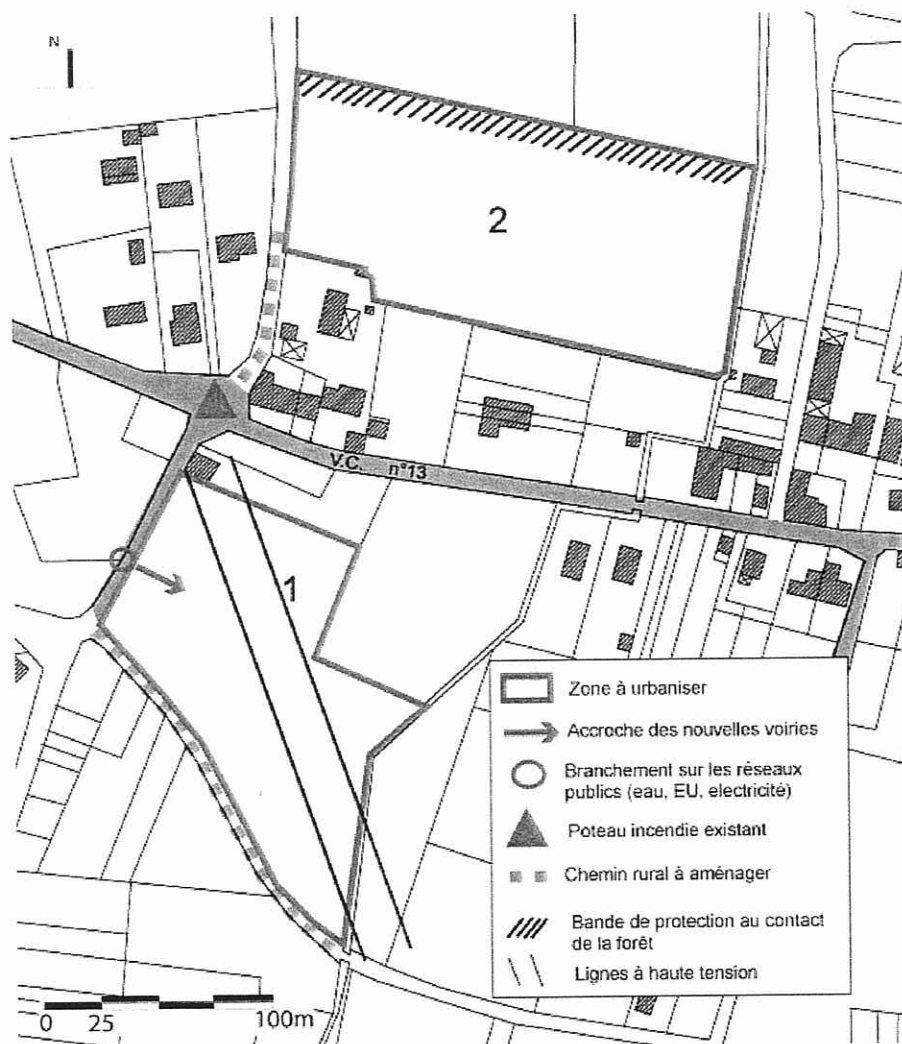 N
2
V.C. n°13
1
Zone à urbaniser
Accroche des nouvelles voiries
Branchement sur les réseaux
publics (eau, EU, electricité)
Poteau incendie existant
Chemin rural à aménager
Bande de protection au contact
de la forêt
Lignes à haute tension
0 25 100m